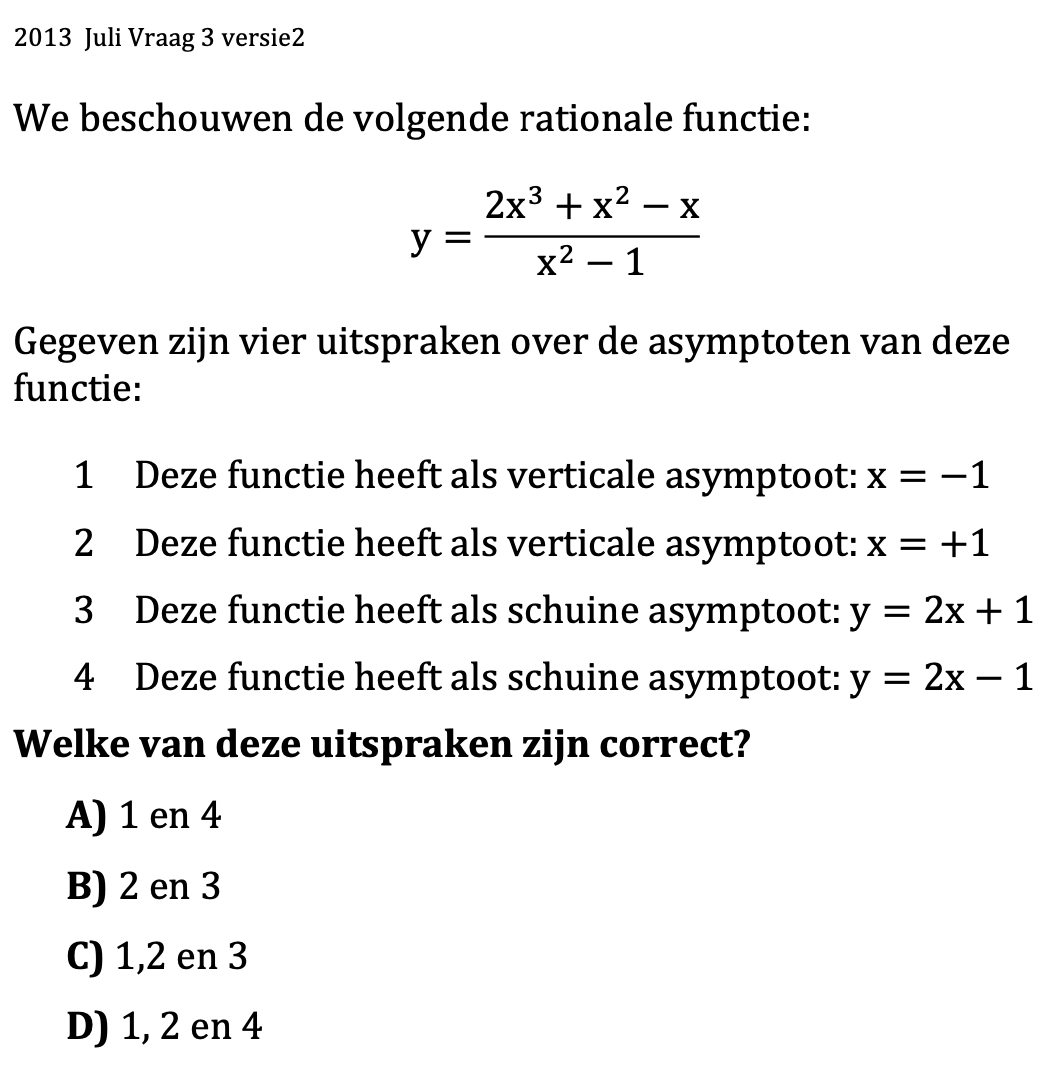 2013 Juli Vraag 3 versie2
We beschouwen de volgende rationale functie:
y = \frac{2x³ + x² − x}{x² − 1}
Gegeven zijn vier uitspraken over de asymptoten van deze
functie:
1 Deze functie heeft als verticale asymptoot: x = −1
2 Deze functie heeft als verticale asymptoot: x = +1
3 Deze functie heeft als schuine asymptoot: y = 2x + 1
4 Deze functie heeft als schuine asymptoot: y = 2x − 1
Welke van deze uitspraken zijn correct?
A) 1 en 4
B) 2 en 3
C) 1,2 en 3
D) 1, 2 en 4